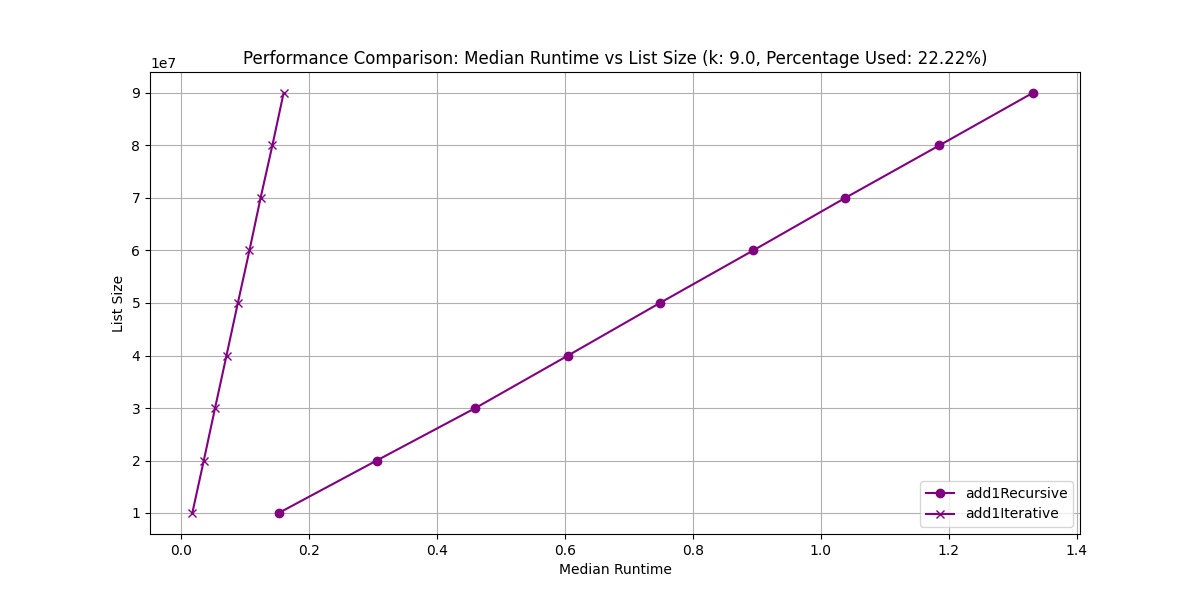 Performance Comparison: Median Runtime vs List Size (k: 9.0, Percentage Used: 22.22%)
1e7
9
8
7
6
5
4
3
2
1
List Size
0.0 0.2 0.4 0.6 0.8 1.0 1.2 1.4
Median Runtime
add1Recursive
add1Iterative